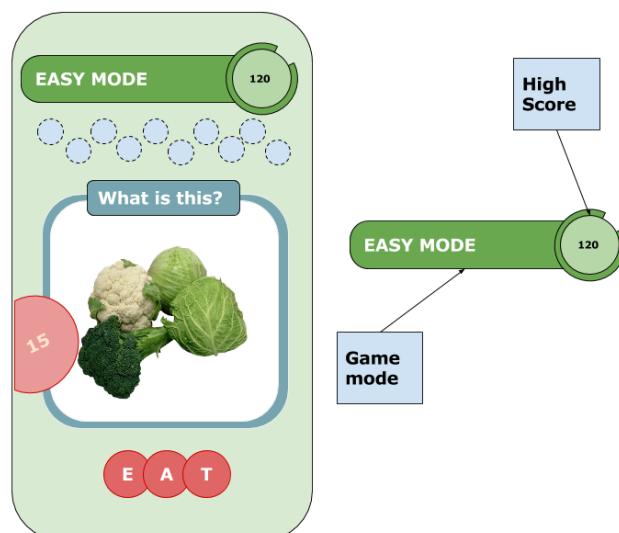 EASY MODE
120
What is this?
15
E A T
High
Score
EASY MODE
120
Game
mode